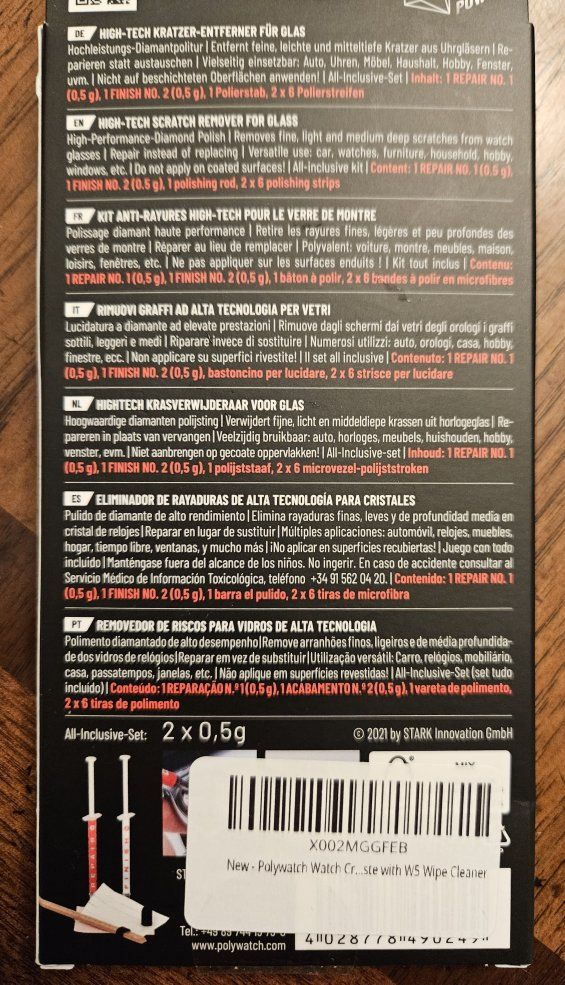 DE HIGH-TECH KRATZER-ENTFERNER FÜR GLAS
Hochleistungs-Diamantpolitur | Entfernt feine, leichte und mitteltiefe Kratzer aus Uhrgläsern | Re-
parieren statt austauschen | Vielseitig einsetzbar: Auto, Uhren, Möbel, Haushalt, Hobby, Fenster,
uvm. | Nicht auf beschichteten Oberflächen anwenden! | All-Inclusive-Set | Inhalt: 1 REPAIR NO. 1
(0,5 g), 1 FINISH NO. 2 (0,5 g), 1 Polierstab, 2 x 6 Polierstreifen
EN HIGH-TECH SCRATCH REMOVER FOR GLASS
High-Performance-Diamond Polish | Removes fine, light and medium deep scratches from watch
glasses | Repair instead of replacing | Versatile use: car, watches, furniture, household, hobby,
windows, etc. | Do not apply on coated surfaces! | All-inclusive kit | Content: 1 REPAIR NO. 1 (0.5 g),
1 FINISH NO. 2 (0.5 g), 1 polishing rod, 2 x 6 polishing strips
FR KIT ANTI-RAYURES HIGH-TECH POUR LE VERRE DE MONTRE
Polissage diamant haute performance | Retire les rayures fines, légères et peu profondes des
verres de montre | Réparer au lieu de remplacer | Polyvalent: voiture, montre, meubles, maison,
loisirs, fenêtres, etc. | Ne pas appliquer sur surfaces enduits ! | Kit tout inclus | Contenu:
1 REPAIR NO. 1 (0,5 g), 1 FINISH NO. 2 (0,5 g), 1 bâton à polir, 2 x 6 bandes à polir en microfibres
IT RIMUOVI GRAFFI AD ALTA TECNOLOGIA PER VETRI
Lucidatura a diamante ad elevate prestazioni | Rimuove dagli schermi dai vetri degli orologi i graffi
sottili, leggeri e medi | Riparare invece di sostituire | Numerosi utilizzi: auto, orologi, casa, hobby,
finestre, ecc. | Non applicare su superfici rivestite! | Il set all inclusive | Contenuto: 1 REPAIR NO. 1
(0,5 g), 1 FINISH NO. 2 (0,5 g), bastoncino per lucidare, 2 x 6 strisce per lucidare
NL HIGHTECH KRASVERWIJDERAAR VOOR GLAS
Hoogwaardige diamanten polijsting | Verwijdert fijne, licht en middeldiepe krassen uit horlogeglas | Re-
pareren in plaats van vervangen | Veelzijdig bruikbaar: auto, horloges, meubels, huishouden, hobby,
venster, evm. | Niet aanbrengen op gecoate oppervlakken! | All-Inclusive-set | Inhoud: 1 REPAIR NO. 1
(0,5 g), 1 FINISH NO. 2 (0,5 g), 1 polijststaaf, 2 x 6 microvezel-polijststroken
ES ELIMINADOR DE RAYADURAS DE ALTA TECNOLOGÍA PARA CRISTALES
Pulido de diamante de alto rendimiento | Elimina rayaduras finas, leves y de profundidad media en
cristal de relojes | Reparar en lugar de sustituir | Múltiples aplicaciones: automóvil, relojes, muebles,
hogar, tiempo libre, ventanas, y mucho más | ¡No aplicar en superficies recubiertas! | Juego con todo
incluido | Manténgase fuera del alcance de los niños. No ingerir. En caso de accidente consultar al
Servicio Médico de Información Toxicológica, teléfono +34 91 562 04 20. | Contenido: 1 REPAIR NO. 1
(0,5 g), 1 FINISH NO. 2 (0,5 g), 1 barra el pulido, 2 x 6 tiras de microfibra
PT REMOVEDOR DE RISCOS PARA VIDROS DE ALTA TECNOLOGIA
Polimento diamantado de alto desempenho | Remove arranhões finos, ligeiros e de média profundida-
de dos vidros de relógios | Reparar em vez de substituir | Utilização versátil: Carro, relógios, mobiliário,
casa, passatempos, janelas, etc. | Não aplique em superfícies revestidas! | All-Inclusive-Set (set tudo
incluído) | Conteúdo: 1 REPARAÇÃO N.º 1 (0,5 g), 1 ACABAMENTO N.º 2 (0,5 g), 1 vareta de polimento,
2 x 6 tiras de polimento
All-Inclusive-Set: 2 x 0,5g © 2021 by STARK Innovation GmbH
REPAIR
FINISH
X002MGGFEB
New - Polywatch Watch Cr...ste with W5 Wipe Cleaner
Tel.: +49 89
www.polywatch.com
4 028778 490249